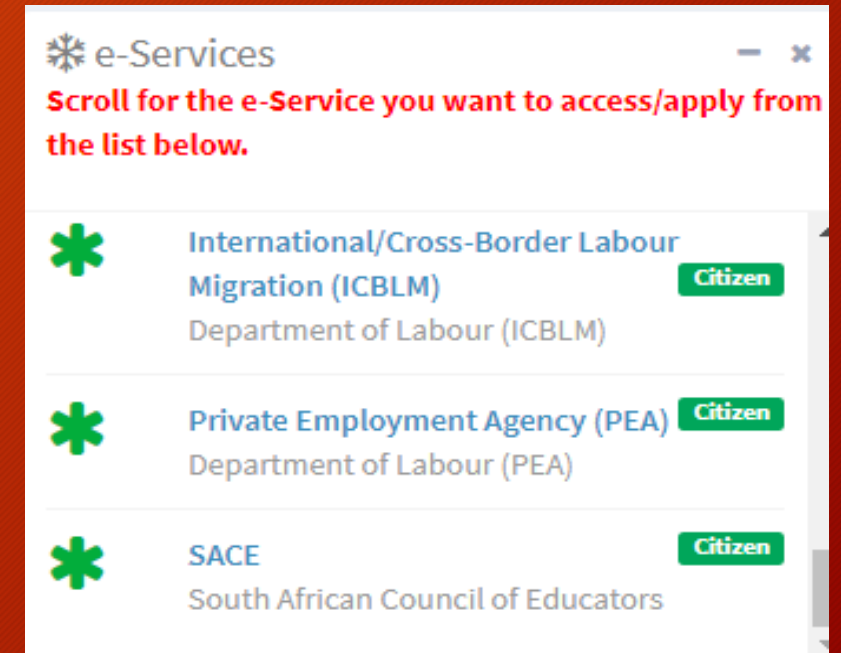 e-Services
Scroll for the e-Service you want to access/apply from
the list below.
International/Cross-Border Labour
Migration (ICBLM)
Citizen
Department of Labour (ICBLM)
Private Employment Agency (PEA)
Citizen
Department of Labour (PEA)
SACE
Citizen
South African Council of Educators